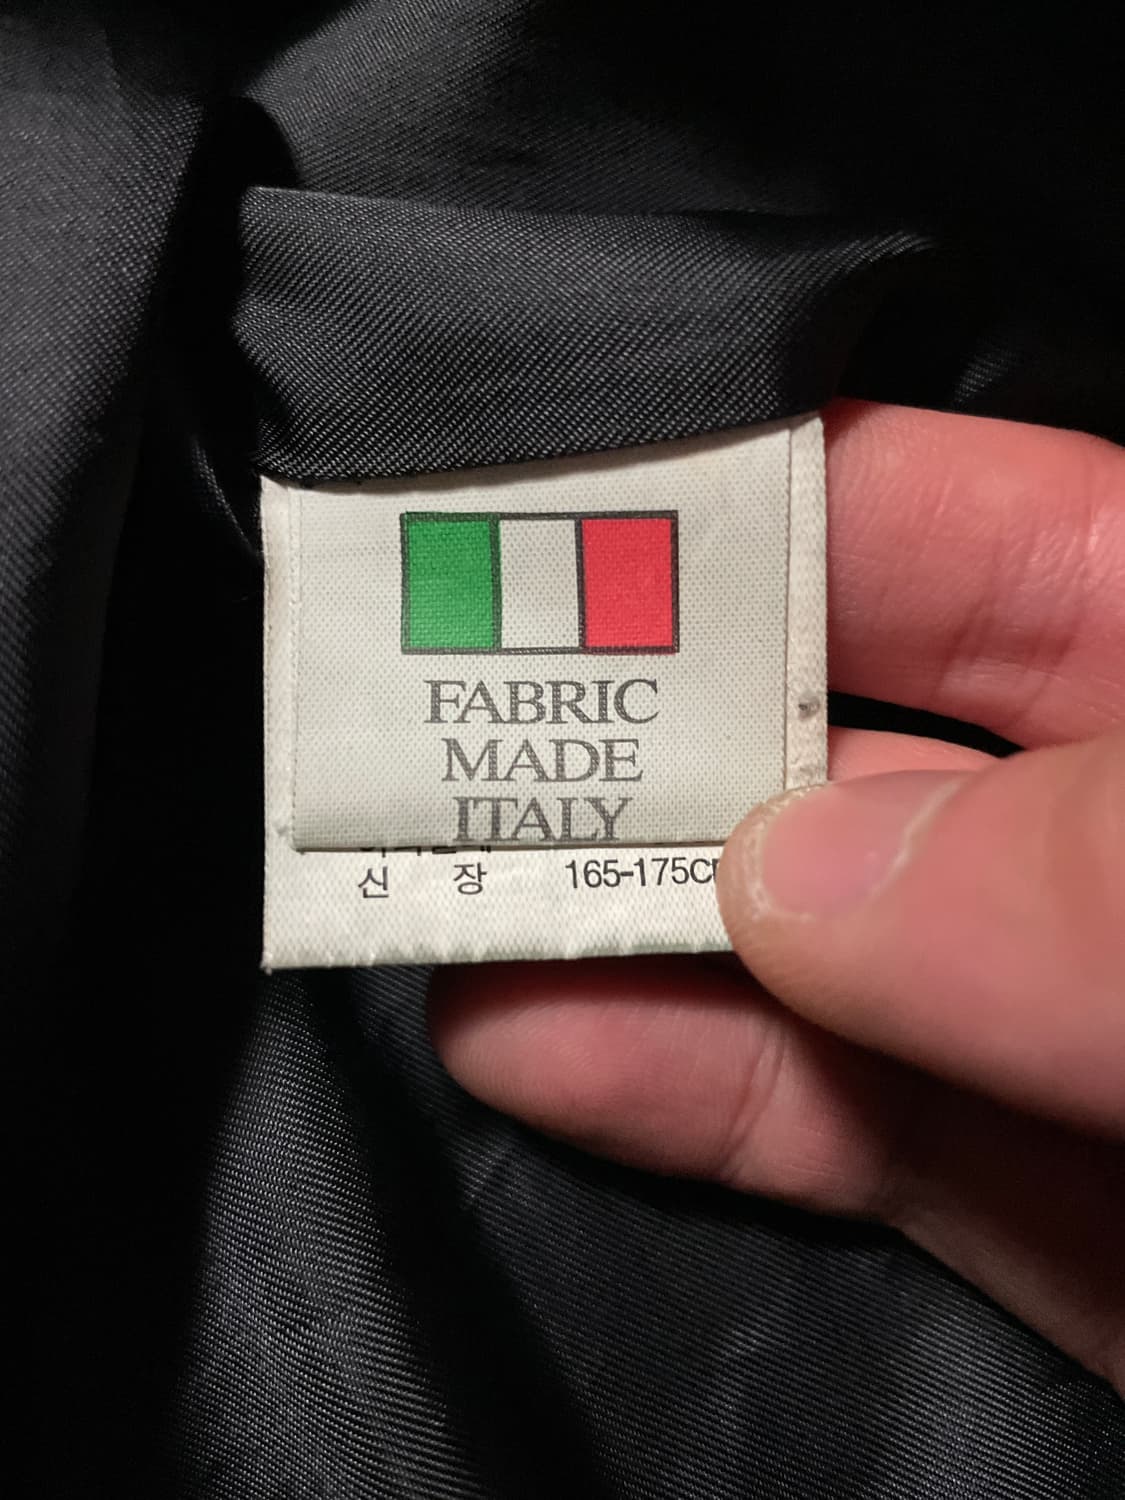 FABRIC
MADE
ITALY
신 장 165-175C